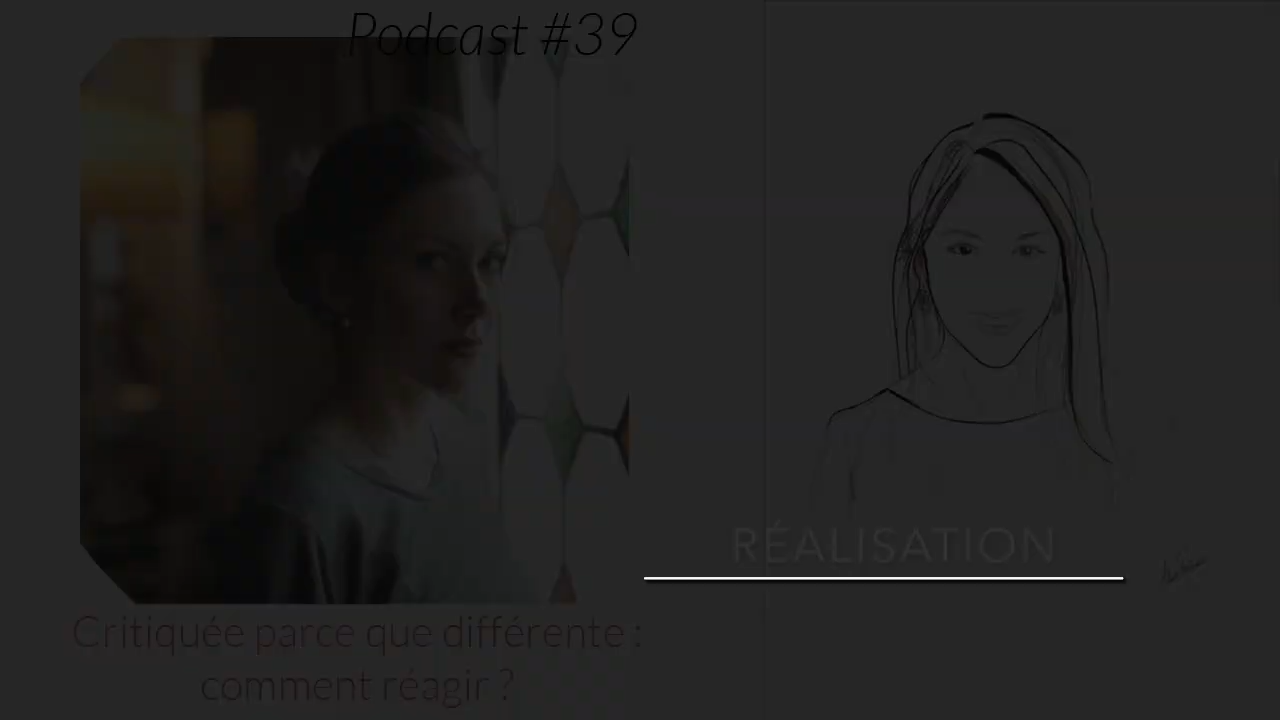 Podcast #39
RÉALISATION
Critiquée parce que différente :
comment réagir ?